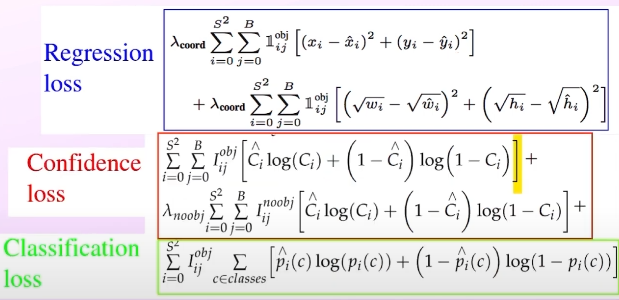 Regression loss
λcoord ∑_{i=0}^{S²} ∑_{j=0}^{B} 𝟙_{ij}^{obj} [(x_i − x̂_i)² + (y_i − ŷ_i)²]
+ λcoord ∑_{i=0}^{S²} ∑_{j=0}^{B} 𝟙_{ij}^{obj} [(√w_i − √ŵ_i)² + (√h_i − √ĥ_i)²]
Confidence loss
∑_{i=0}^{S²} ∑_{j=0}^{B} I_{ij}^{obj} [Ĉ_i log(C_i) + (1 − Ĉ_i) log(1 − C_i)] +
λ_{noobj} ∑_{i=0}^{S²} ∑_{j=0}^{B} I_{ij}^{noobj} [Ĉ_i log(C_i) + (1 − Ĉ_i) log(1 − C_i)] +
Classification loss
∑_{i=0}^{S²} I_{ij}^{obj} ∑_{c∈classes} [p̂_i(c) log(p_i(c)) + (1 − p̂_i(c)) log(1 − p_i(c))]